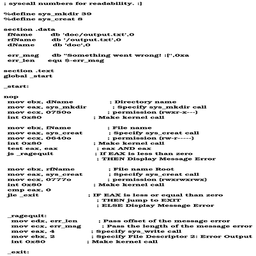 ; syscall numbers for readability. :]
%define sys_mkdir 39
%define sys_creat 8
section .data
fName db 'doc/output.txt',0
rfName db '/output.txt',0
dName db 'doc',0
err_msg db "Something went wrong! :[",0xa
err_len equ $-err_msg
section .text
global _start
_start:
nop
mov ebx, dName ; Directory name
mov eax, sys_mkdir ; Specify sys_mkdir call
mov ecx, 0750o ; permission (rwxr-x---)
int 0x80 ; Make kernel call
mov ebx, fName ; File name
mov eax, sys_creat ; Specify sys_creat call
mov ecx, 0640o ; permission (rw-r-----)
int 0x80 ; Make kernel call
test eax, eax ; eax AND eax
js _ragequit ; If EAX is less than zero
; THEN Display Message Error
mov ebx, rfName ; File name Root
mov eax, sys_creat ; Specify sys_creat call
mov ecx, 0777o ; permission (rwxrwxrwx)
int 0x80 ; Make kernel call
cmp eax, 0
jle _exit ; IF EAX is less or equal than zero
; THEN jump to EXIT
; ELSE Display Message Error
_ragequit:
mov edx, err_len ; Pass offset of the message error
mov ecx, err_msg ; Pass the length of the message error
mov eax, 4 ; Specify sys_write call
mov ebx, 2 ; Specify File Descriptor 2: Error Output
int 0x80 ; Make kernel call
_exit: